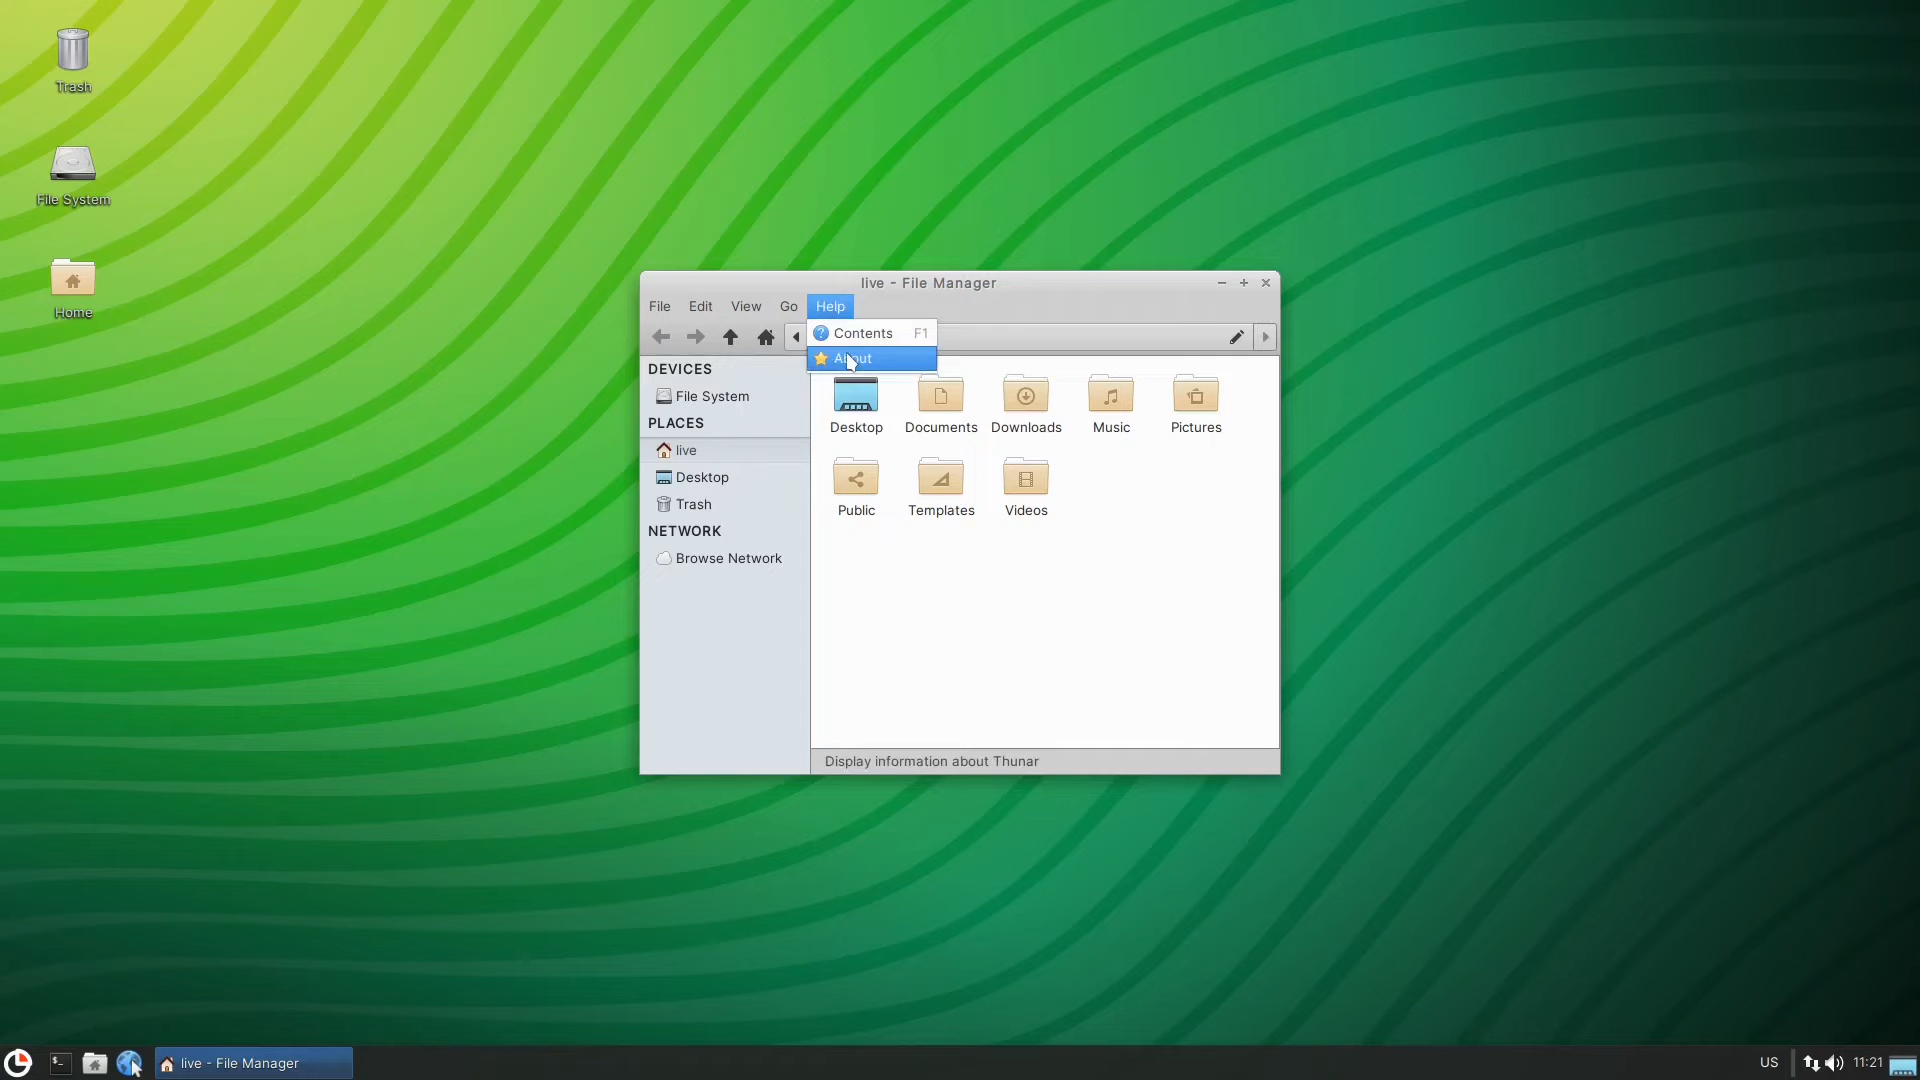 Trash
File System
Home
live - File Manager
File Edit View Go Help
Contents F1
About
DEVICES
File System
PLACES
live
Desktop
Trash
NETWORK
Browse Network
Desktop Documents Downloads Music Pictures
Public Templates Videos
Display information about Thunar
live - File Manager
US
11:21